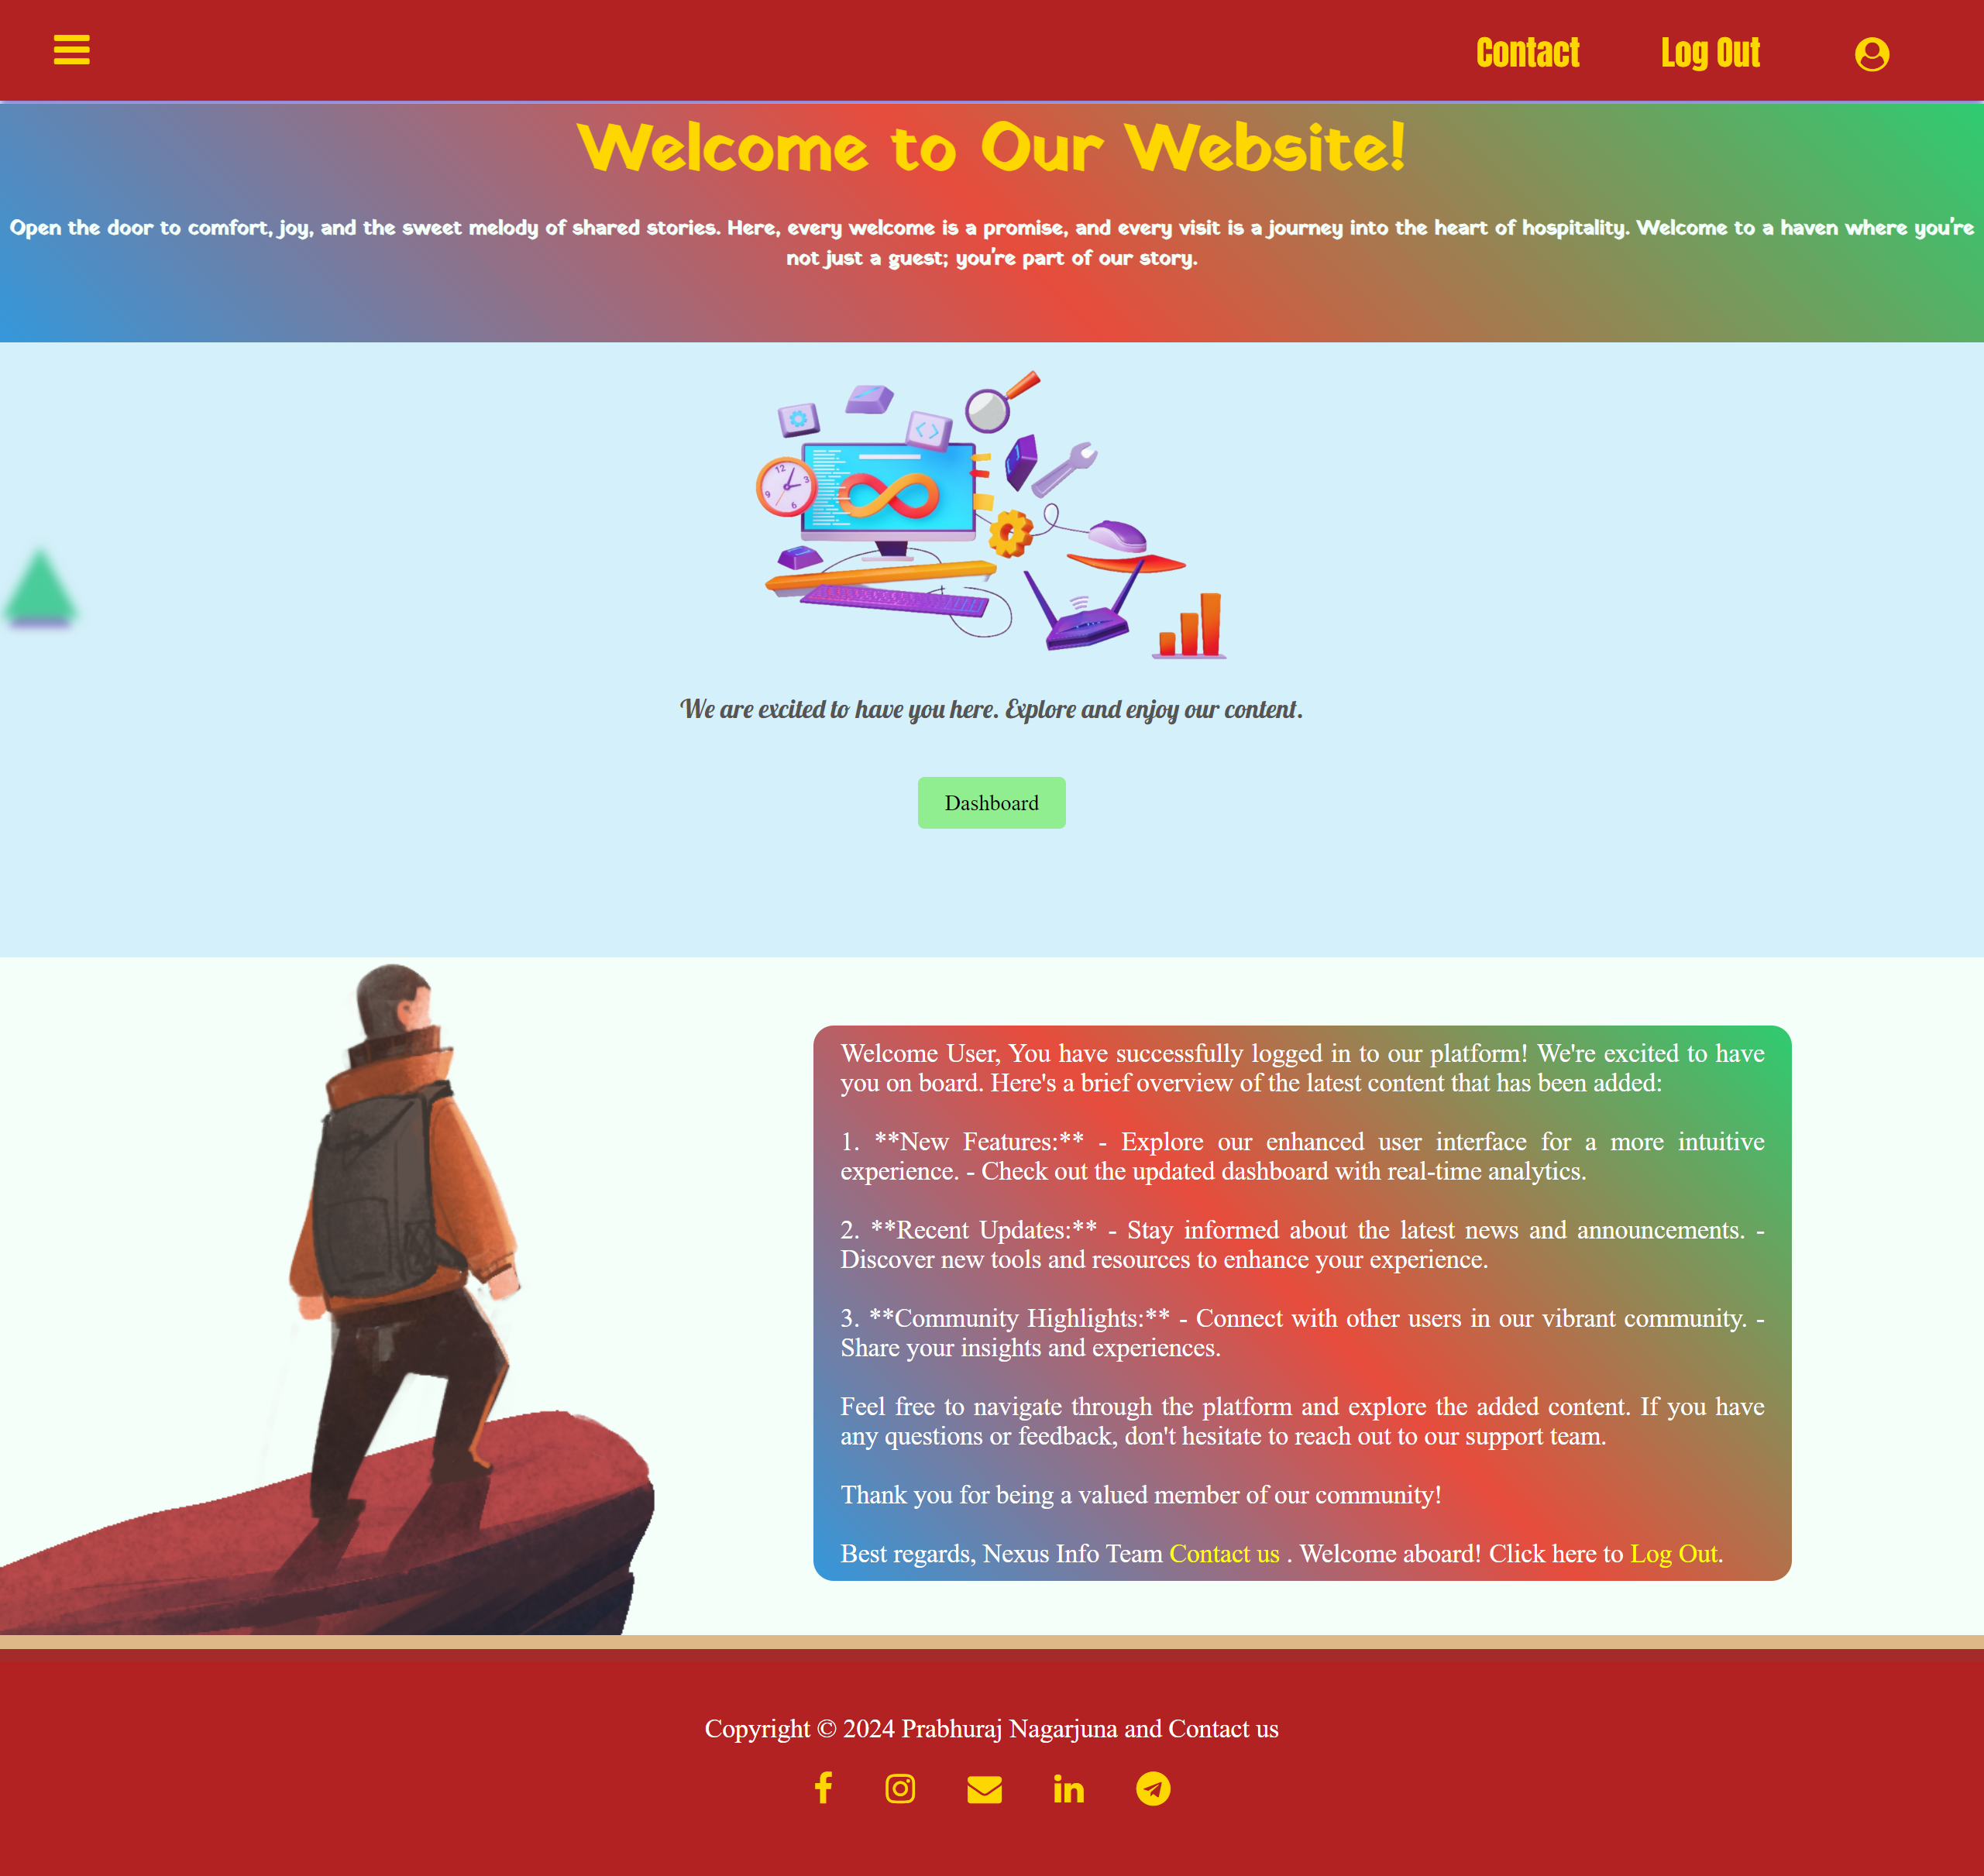 Contact Log Out
Welcome to Our Website!
Open the door to comfort, joy, and the sweet melody of shared stories. Here, every welcome is a promise, and every visit is a journey into the heart of hospitality. Welcome to a haven where you're
not just a guest; you're part of our story.
12
3
6
9
We are excited to have you here. Explore and enjoy our content.
Dashboard
Welcome User, You have successfully logged in to our platform! We're excited to have
you on board. Here's a brief overview of the latest content that has been added:
1. **New Features:** - Explore our enhanced user interface for a more intuitive
experience. - Check out the updated dashboard with real-time analytics.
2. **Recent Updates:** - Stay informed about the latest news and announcements. -
Discover new tools and resources to enhance your experience.
3. **Community Highlights:** - Connect with other users in our vibrant community. -
Share your insights and experiences.
Feel free to navigate through the platform and explore the added content. If you have
any questions or feedback, don't hesitate to reach out to our support team.
Thank you for being a valued member of our community!
Best regards, Nexus Info Team Contact us . Welcome aboard! Click here to Log Out.
Copyright © 2024 Prabhuraj Nagarjuna and Contact us